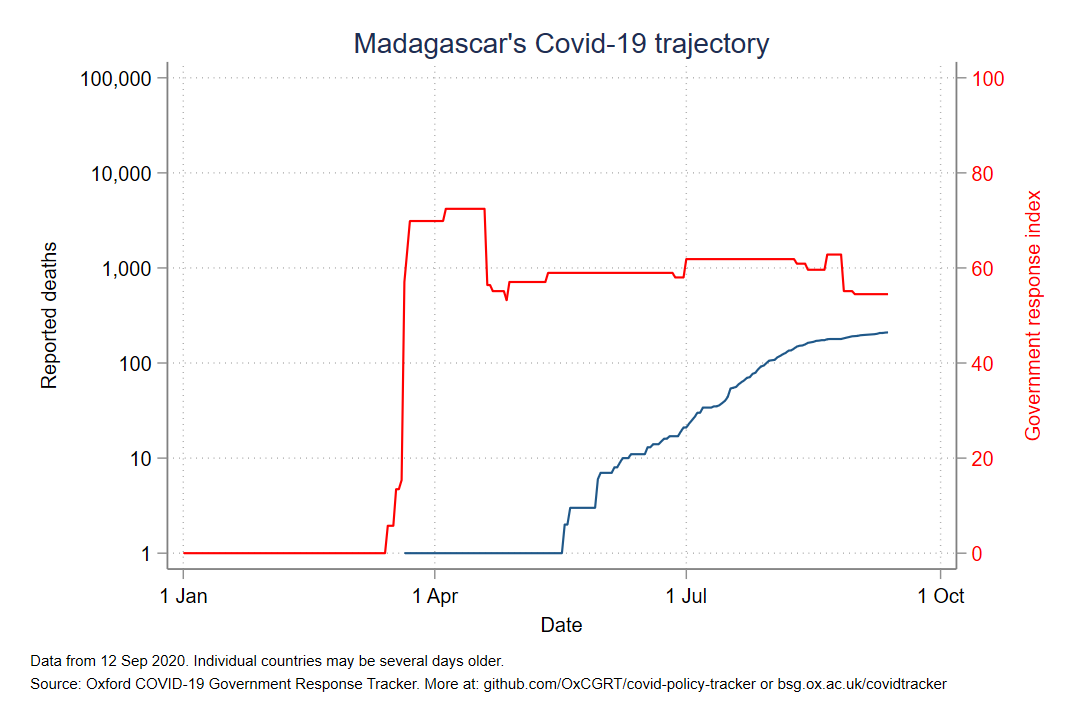 Madagascar's Covid-19 trajectory
100,000
10,000
1,000
100
10
1
Reported deaths
100
80
60
40
20
0
Government response index
1 Jan 1 Apr 1 Jul 1 Oct
Date
Data from 12 Sep 2020. Individual countries may be several days older.
Source: Oxford COVID-19 Government Response Tracker. More at: github.com/OxCGRT/covid-policy-tracker or bsg.ox.ac.uk/covidtracker